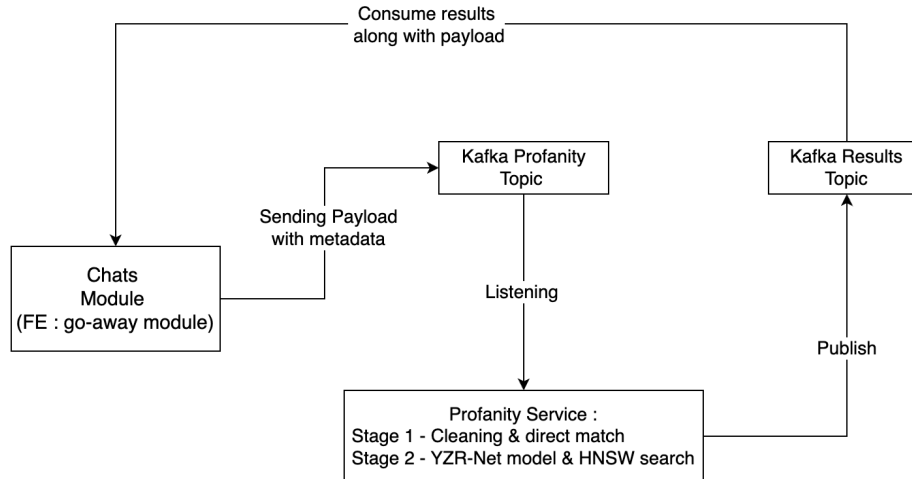 Consume results
along with payload
Kafka Profanity
Topic
Kafka Results
Topic
Sending Payload
with metadata
Chats
Module
(FE : go-away module)
Listening
Publish
Profanity Service :
Stage 1 - Cleaning & direct match
Stage 2 - YZR-Net model & HNSW search